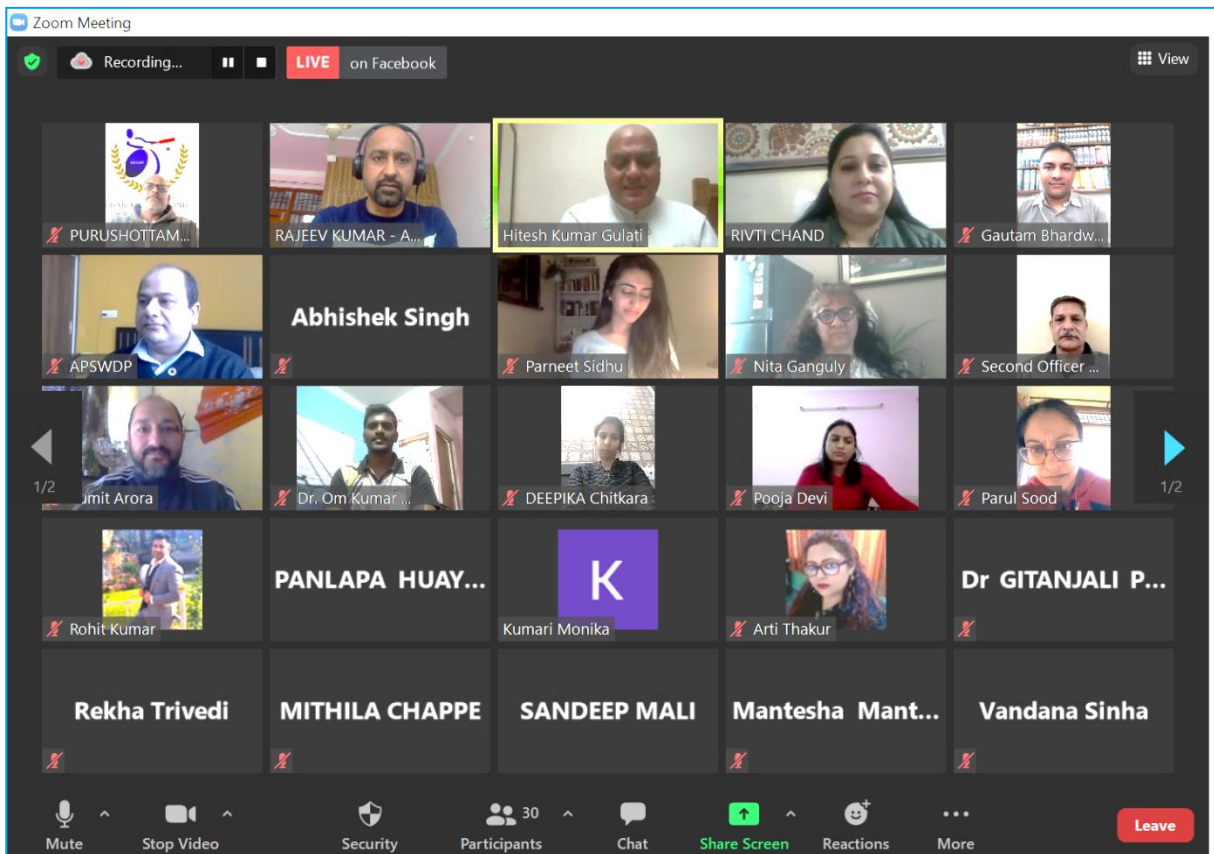 Zoom Meeting
Recording...
LIVE on Facebook
View
PURUSHOTTAM...
RAJEEV KUMAR - A...
Hitesh Kumar Gulati
RIVTI CHAND
Gautam Bhardw...
APSWDP
Abhishek Singh
Parneet Sidhu
Nita Ganguly
Second Officer ...
umit Arora
Dr. Om Kumar ...
DEEPIKA Chitkara
Pooja Devi
Parul Sood
1/2
1/2
Rohit Kumar
PANLAPA HUAY...
K
Kumari Monika
Arti Thakur
Dr GITANJALI P...
Rekha Trivedi
MITHILA CHAPPE
SANDEEP MALI
Mantesha Mant...
Vandana Sinha
30
Mute
Stop Video
Security
Participants
Chat
Share Screen
Reactions
More
Leave